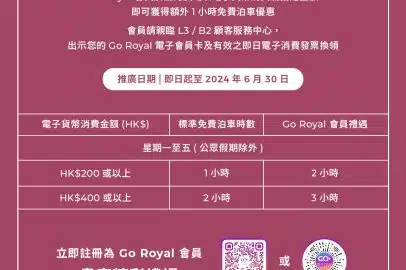 即可獲得額外 1 小時免費泊車優惠
會員請親臨 L3 / B2 顧客服務中心，
出示您的 Go Royal 電子會員卡及有效之即日電子消費發票換領
推廣日期 | 即日起至 2024 年 6 月 30 日
電子貨幣消費金額 (HK$) 標準免費泊車時數 Go Royal 會員禮遇
星期一至五 ( 公眾假期除外 )
HK$200 或以上 1 小時 2 小時
HK$400 或以上 2 小時 3 小時
立即註冊為 Go Royal 會員
或